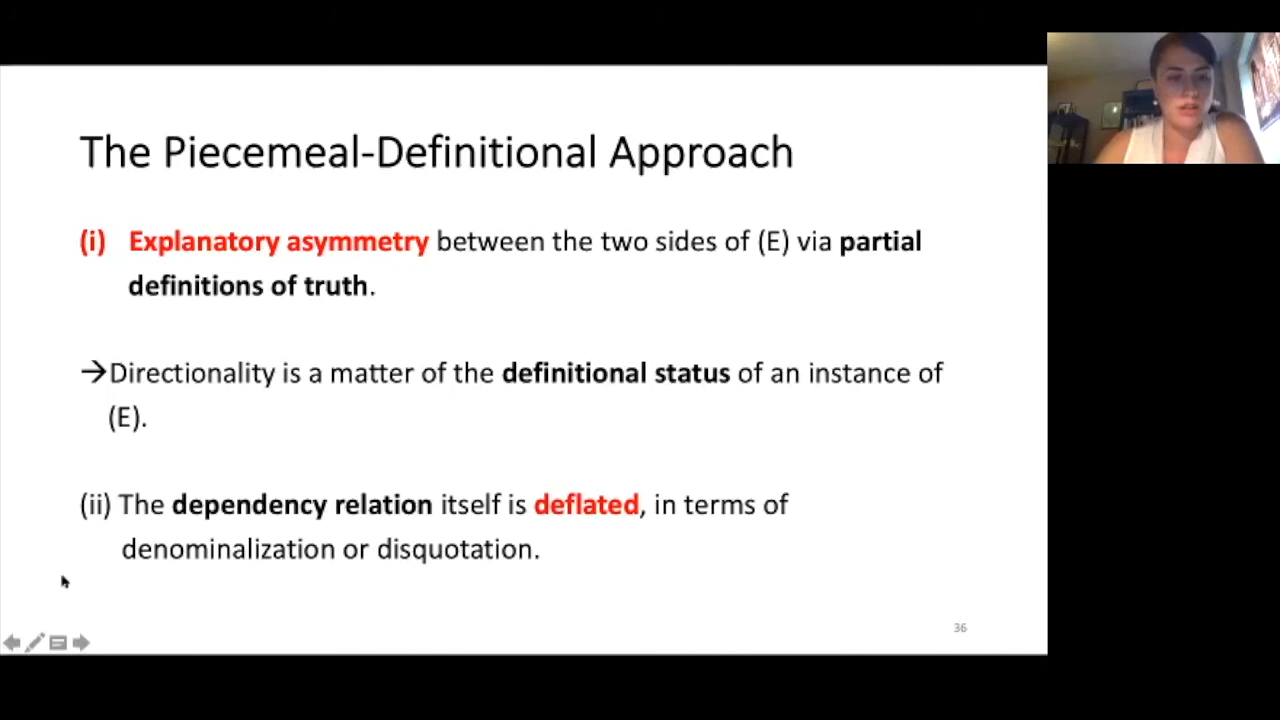 The Piecemeal-Definitional Approach
(i) Explanatory asymmetry between the two sides of (E) via partial
definitions of truth.
→Directionality is a matter of the definitional status of an instance of
(E).
(ii) The dependency relation itself is deflated, in terms of
denominalization or disquotation.
36